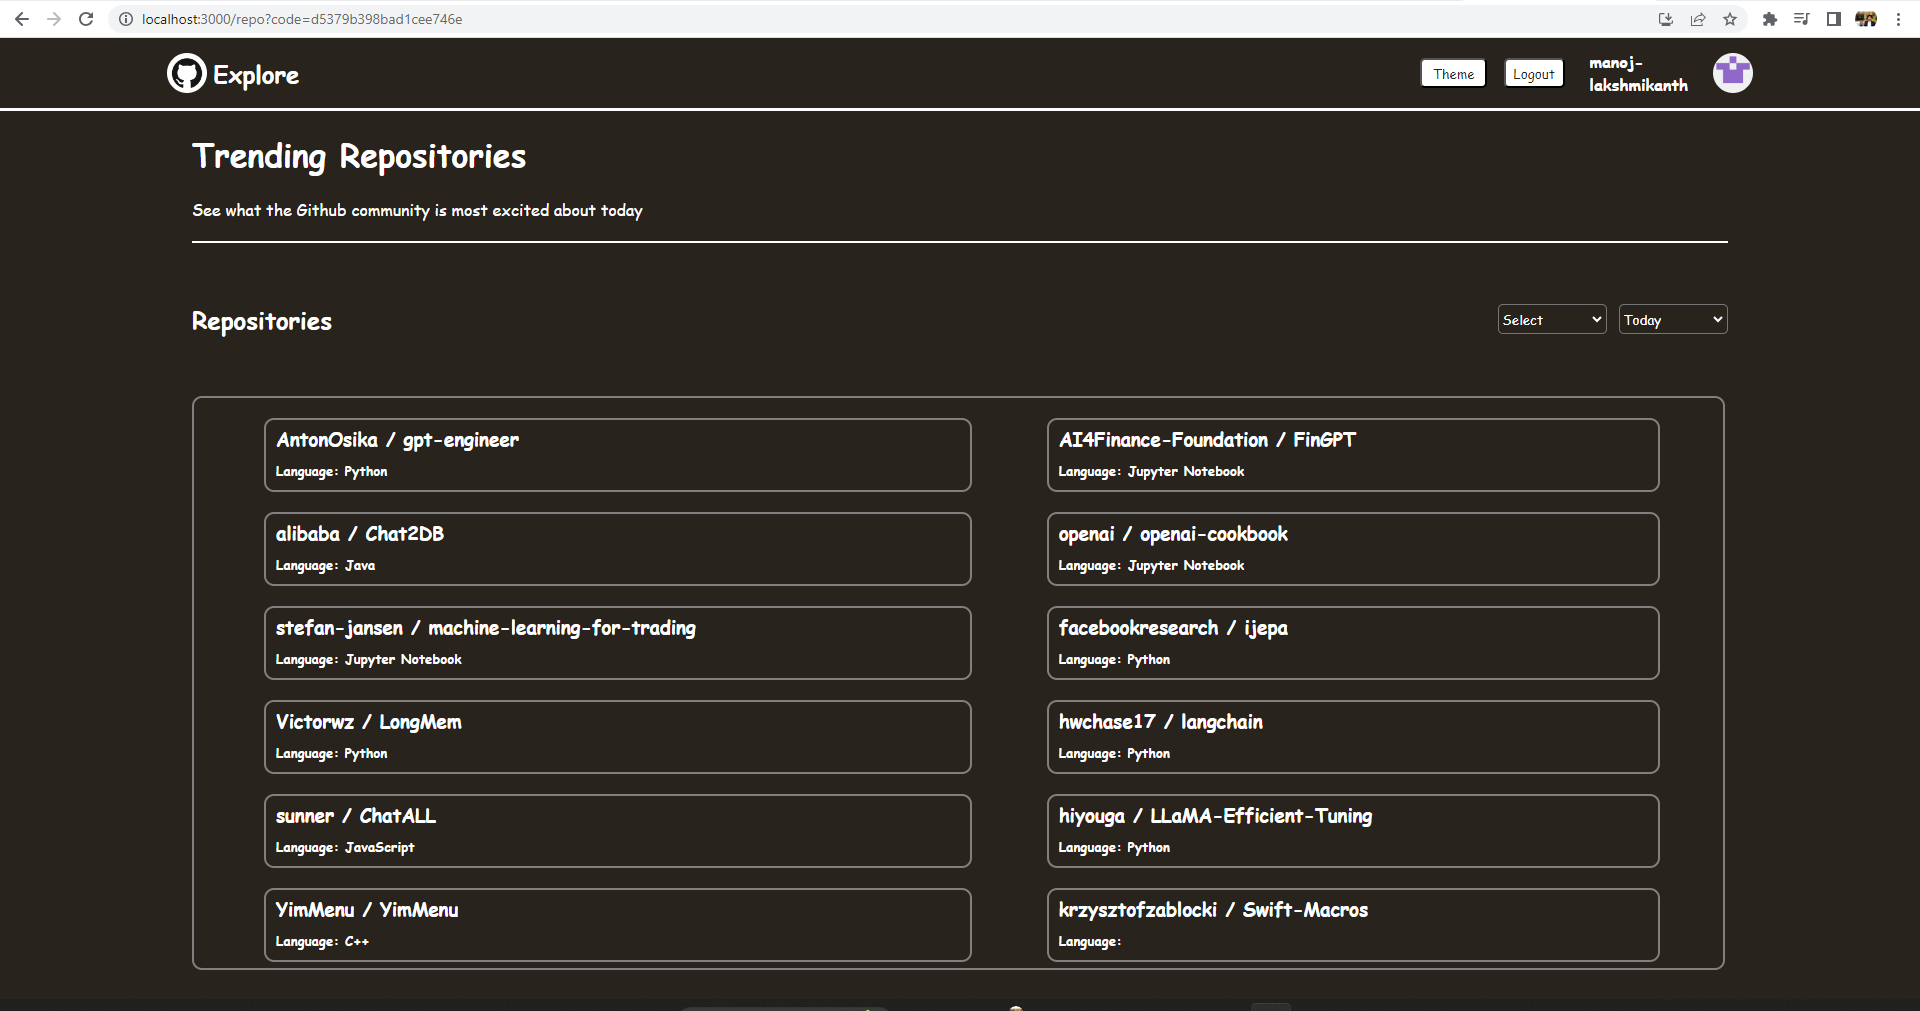 localhost:3000/repo?code=d5379b398bad1cee746e
Explore
Theme
Logout
manoj-
lakshmikanth
Trending Repositories
See what the Github community is most excited about today
Repositories
Select
Today
AntonOsika / gpt-engineer
Language: Python
AI4Finance-Foundation / FinGPT
Language: Jupyter Notebook
alibaba / Chat2DB
Language: Java
openai / openai-cookbook
Language: Jupyter Notebook
stefan-jansen / machine-learning-for-trading
Language: Jupyter Notebook
facebookresearch / ijepa
Language: Python
Victorwz / LongMem
Language: Python
hwchase17 / langchain
Language: Python
sunner / ChatALL
Language: JavaScript
hiyouga / LLaMA-Efficient-Tuning
Language: Python
YimMenu / YimMenu
Language: C++
krzysztofzablocki / Swift-Macros
Language: